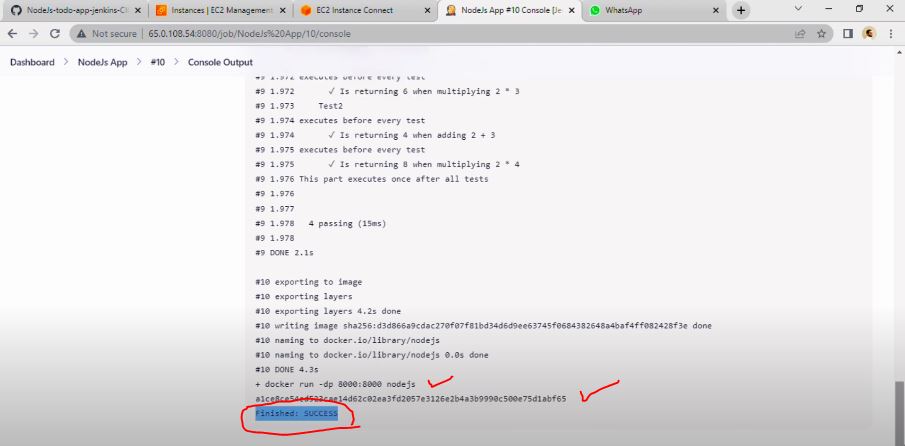 NodeJs-todo-app-jenkins-CI
Instances | EC2 Management
EC2 Instance Connect
NodeJs App #10 Console [Je
WhatsApp
Not secure | 65.0.108.54:8080/job/NodeJs%20App/10/console
Dashboard > NodeJs App > #10 > Console Output
#9 1.972 executes before every test
#9 1.972 √ Is returning 6 when multiplying 2 * 3
#9 1.973 Test2
#9 1.974 executes before every test
#9 1.974 √ Is returning 4 when adding 2 + 3
#9 1.975 executes before every test
#9 1.975 √ Is returning 8 when multiplying 2 * 4
#9 1.976 This part executes once after all tests
#9 1.976
#9 1.977
#9 1.978 4 passing (15ms)
#9 1.978
#9 DONE 2.1s
#10 exporting to image
#10 exporting layers
#10 exporting layers 4.2s done
#10 writing image sha256:d3d866a9cdac270f07f81bd34d6d9ee63745f0684382648a4baf4ff082428f3e done
#10 naming to docker.io/library/nodejs
#10 naming to docker.io/library/nodejs 0.0s done
#10 DONE 4.3s
+ docker run -dp 8000:8000 nodejs
Finished: SUCCESS